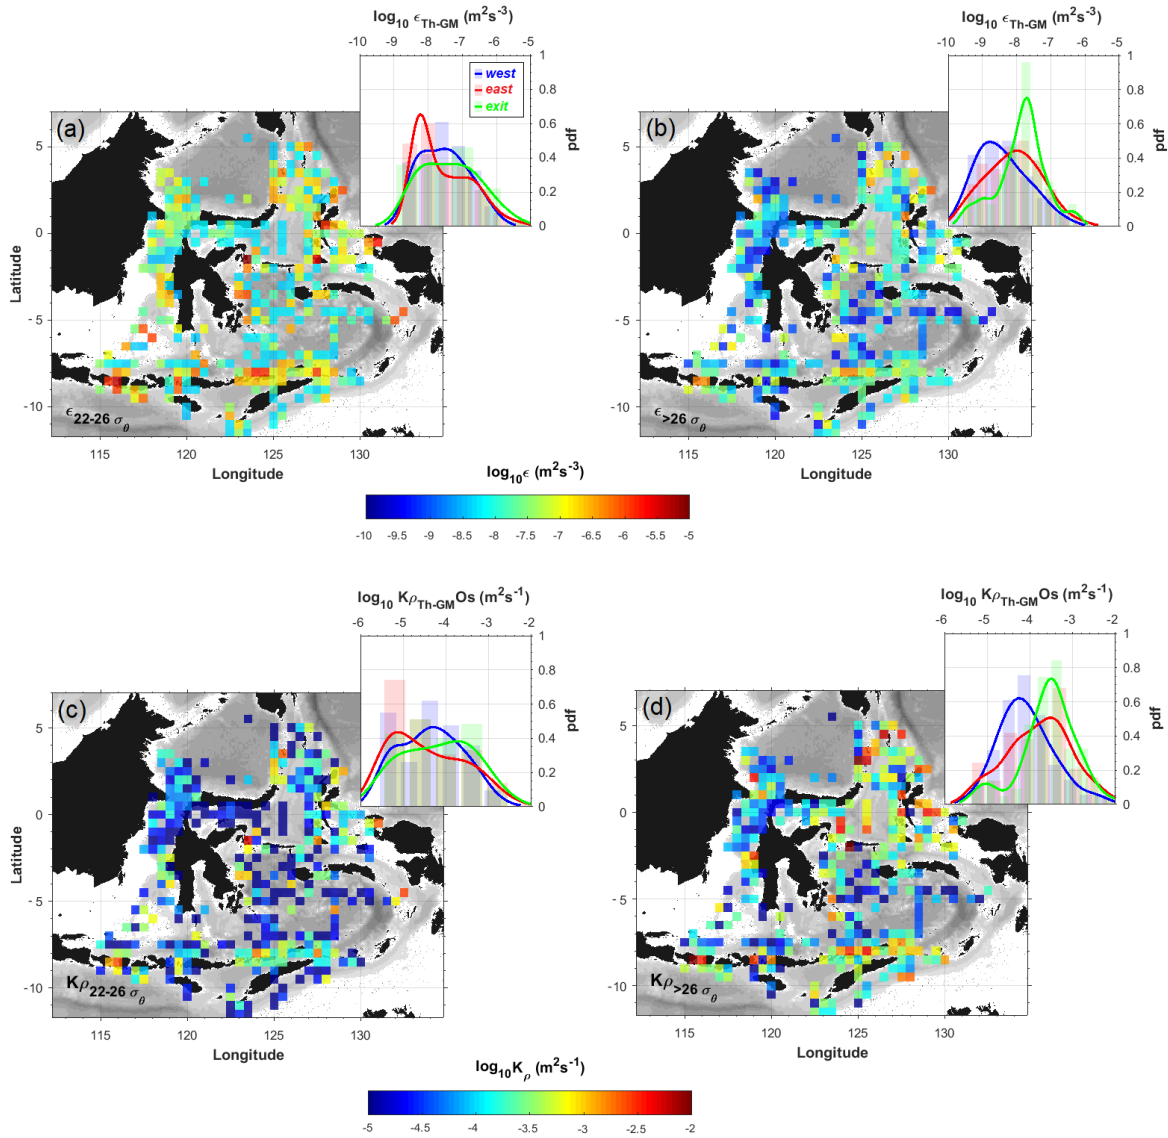 log10 ϵTh-GM (m2s-3)
-10 -9 -8 -7 -6 -5
west
east
exit
1
0.8
0.6
0.4
0.2
0
pdf
(a)
5
0
-5
-10
Latitude
ϵ22-26 σθ
115 120 125 130
Longitude
log10 ϵTh-GM (m2s-3)
-10 -9 -8 -7 -6 -5
1
0.8
0.6
0.4
0.2
0
pdf
(b)
5
0
-5
-10
ϵ>26 σθ
115 120 125 130
Longitude
log10ϵ (m2s-3)
-10 -9.5 -9 -8.5 -8 -7.5 -7 -6.5 -6 -5.5 -5
log10 KρTh-GMOs (m2s-1)
-6 -5 -4 -3 -2
1
0.8
0.6
0.4
0.2
0
pdf
(c)
5
0
-5
-10
Latitude
Kρ22-26 σθ
115 120 125 130
Longitude
log10 KρTh-GMOs (m2s-1)
-6 -5 -4 -3 -2
1
0.8
0.6
0.4
0.2
0
pdf
(d)
5
0
-5
-10
Kρ>26 σθ
115 120 125 130
Longitude
log10Kρ (m2s-1)
-5 -4.5 -4 -3.5 -3 -2.5 -2